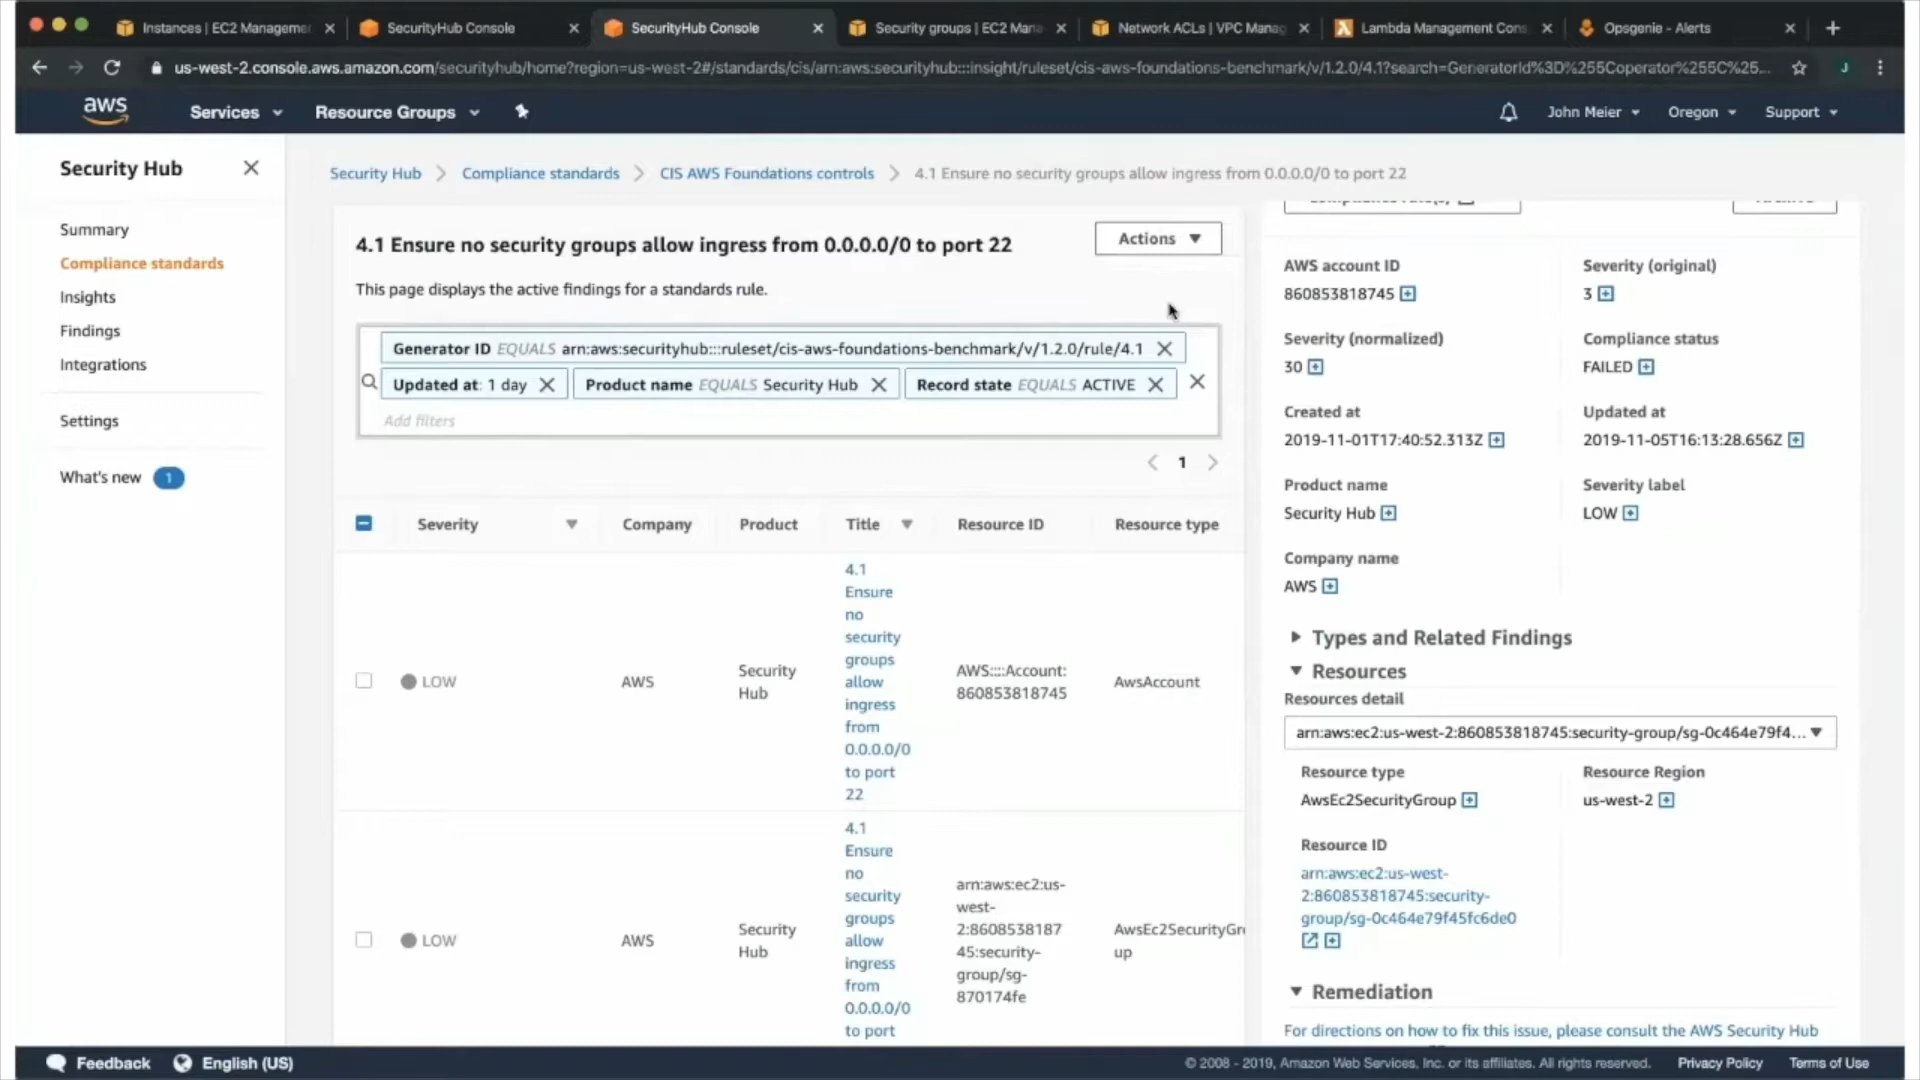 Instances | EC2 Manageme
SecurityHub Console
SecurityHub Console
Security groups | EC2 Mana
Network ACLs | VPC Manag
Lambda Management Cons
Opsgenie - Alerts
us-west-2.console.aws.amazon.com/securityhub/home?region=us-west-2#/standards/cis/arn:aws:securityhub:::insight/ruleset/cis-aws-foundations-benchmark/v/1.2.0/4.1?search=GeneratorId%3D%255Coperator%255C%25...
J
aws
Services
Resource Groups
John Meier
Oregon
Support
Security Hub
Summary
Compliance standards
Insights
Findings
Integrations
Settings
What's new 1
Security Hub > Compliance standards > CIS AWS Foundations controls > 4.1 Ensure no security groups allow ingress from 0.0.0.0/0 to port 22
4.1 Ensure no security groups allow ingress from 0.0.0.0/0 to port 22
Actions
This page displays the active findings for a standards rule.
Generator ID EQUALS arn:aws:securityhub:::ruleset/cis-aws-foundations-benchmark/v/1.2.0/rule/4.1
Updated at: 1 day
Product name EQUALS Security Hub
Record state EQUALS ACTIVE
Add filters
1
Severity
Company
Product
Title
Resource ID
Resource type
LOW
AWS
Security
Hub
4.1
Ensure
no
security
groups
allow
ingress
from
0.0.0.0/0
to port
22
AWS::::Account:
860853818745
AwsAccount
LOW
AWS
Security
Hub
4.1
Ensure
no
security
groups
allow
ingress
from
0.0.0.0/0
to port
arn:aws:ec2:us-
west-
2:8608538187
45:security-
group/sg-
870174fe
AwsEc2SecurityGro
up
AWS account ID
860853818745
Severity (original)
3
Severity (normalized)
30
Compliance status
FAILED
Created at
2019-11-01T17:40:52.313Z
Updated at
2019-11-05T16:13:28.656Z
Product name
Security Hub
Severity label
LOW
Company name
AWS
Types and Related Findings
Resources
Resources detail
arn:aws:ec2:us-west-2:860853818745:security-group/sg-0c464e79f4...
Resource type
AwsEc2SecurityGroup
Resource Region
us-west-2
Resource ID
arn:aws:ec2:us-west-
2:860853818745:security-
group/sg-0c464e79f45fc6de0
Remediation
For directions on how to fix this issue, please consult the AWS Security Hub
Feedback
English (US)
© 2008 - 2019, Amazon Web Services, Inc. or its affiliates. All rights reserved.
Privacy Policy
Terms of Use